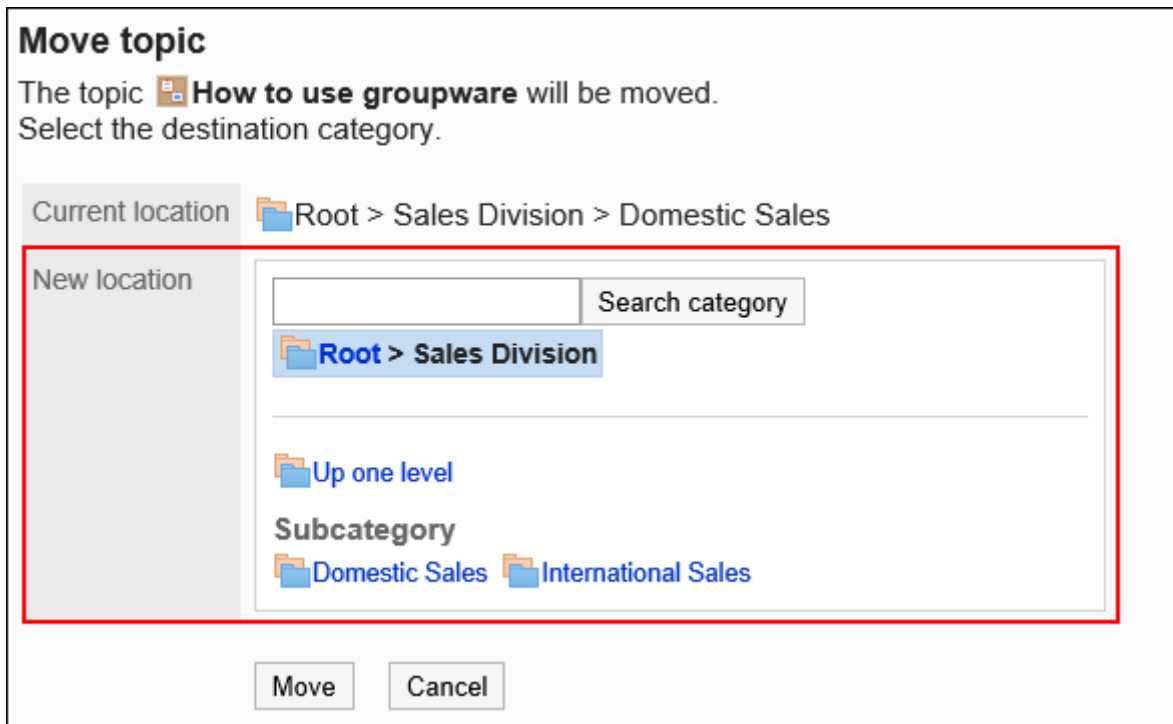 Move topic
The topic How to use groupware will be moved.
Select the destination category.
Current location Root > Sales Division > Domestic Sales
New location
Search category
Root > Sales Division
Up one level
Subcategory
Domestic Sales International Sales
Move Cancel